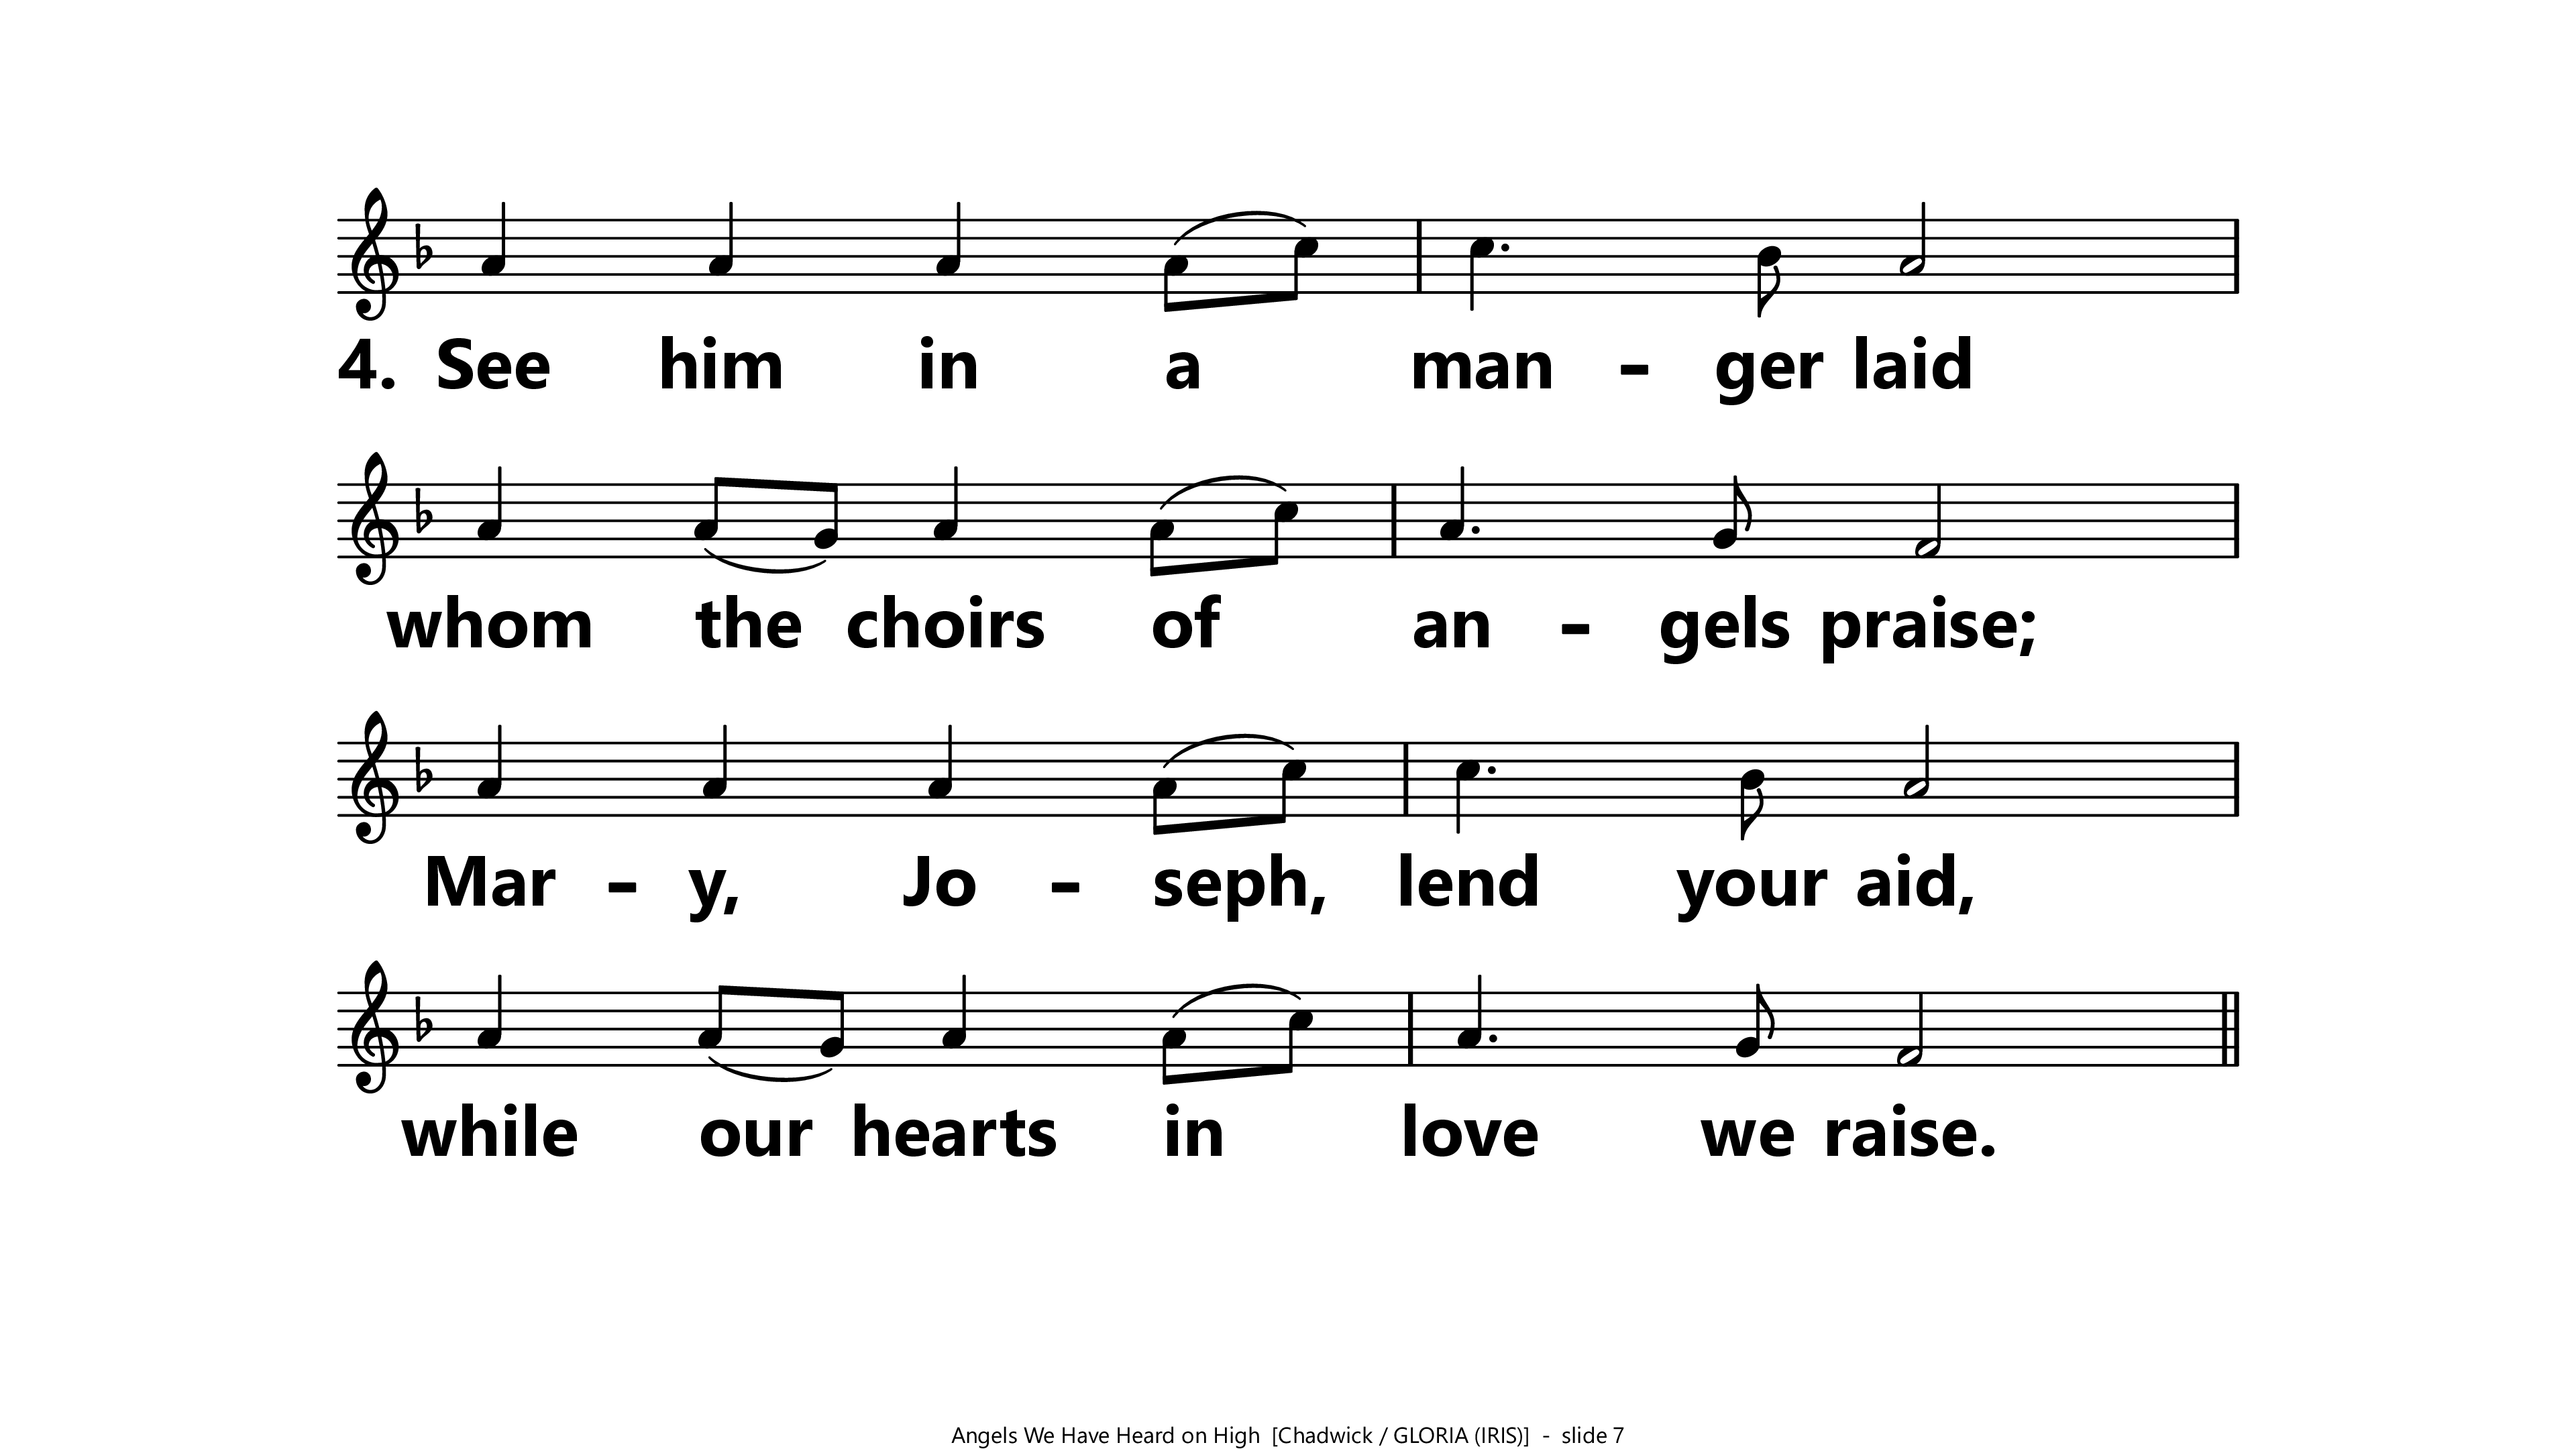 4. See him in a man - ger laid
whom the choirs of an - gels praise;
Mar - y, Jo - seph, lend your aid,
while our hearts in love we raise.
Angels We Have Heard on High [Chadwick / GLORIA (IRIS)] - slide 7